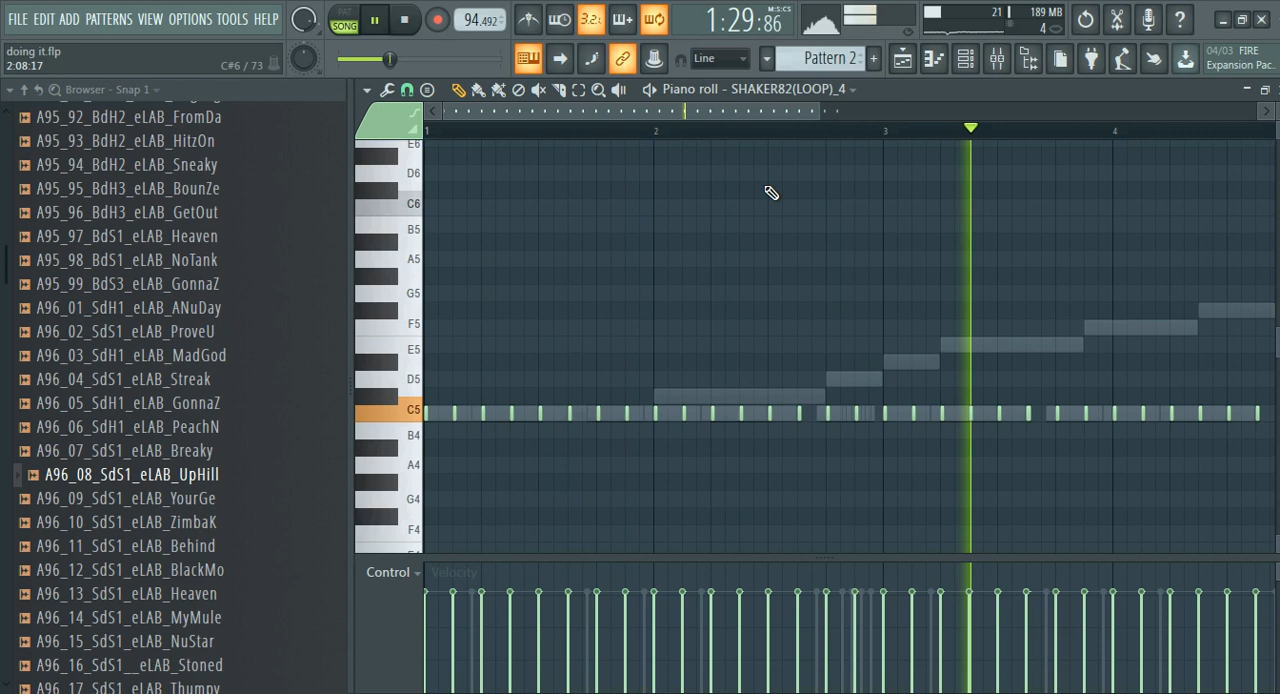 FILE EDIT ADD PATTERNS VIEW OPTIONS TOOLS HELP
PAT
SONG
94.492
3.2.
1:29:86
M:S:CS
21
189 MB
4
doing it.flp
2:08:17
C#6 / 73
Line
Pattern 2
04/03 FIRE
Expansion Pac..
Browser - Snap 1
Piano roll - SHAKER82(LOOP)_4
1 2 3 4
A95_92_BdH2_eLAB_FromDa
A95_93_BdH2_eLAB_HitzOn
A95_94_BdH2_eLAB_Sneaky
A95_95_BdH3_eLAB_BounZe
A95_96_BdH3_eLAB_GetOut
A95_97_BdS1_eLAB_Heaven
A95_98_BdS1_eLAB_NoTank
A95_99_BdS3_eLAB_GonnaZ
A96_01_SdH1_eLAB_ANuDay
A96_02_SdS1_eLAB_ProveU
A96_03_SdH1_eLAB_MadGod
A96_04_SdS1_eLAB_Streak
A96_05_SdH1_eLAB_GonnaZ
A96_06_SdH1_eLAB_PeachN
A96_07_SdS1_eLAB_Breaky
A96_08_SdS1_eLAB_UpHill
A96_09_SdS1_eLAB_YourGe
A96_10_SdS1_eLAB_ZimbaK
A96_11_SdS1_eLAB_Behind
A96_12_SdS1_eLAB_BlackMo
A96_13_SdS1_eLAB_Heaven
A96_14_SdS1_eLAB_MyMule
A96_15_SdS1_eLAB_NuStar
A96_16_SdS1__eLAB_Stoned
A96_17_SdS1_eLAB_Thumpy
E6
D6
C6
B5
A5
G5
F5
E5
D5
C5
B4
A4
G4
F4
Control
Velocity